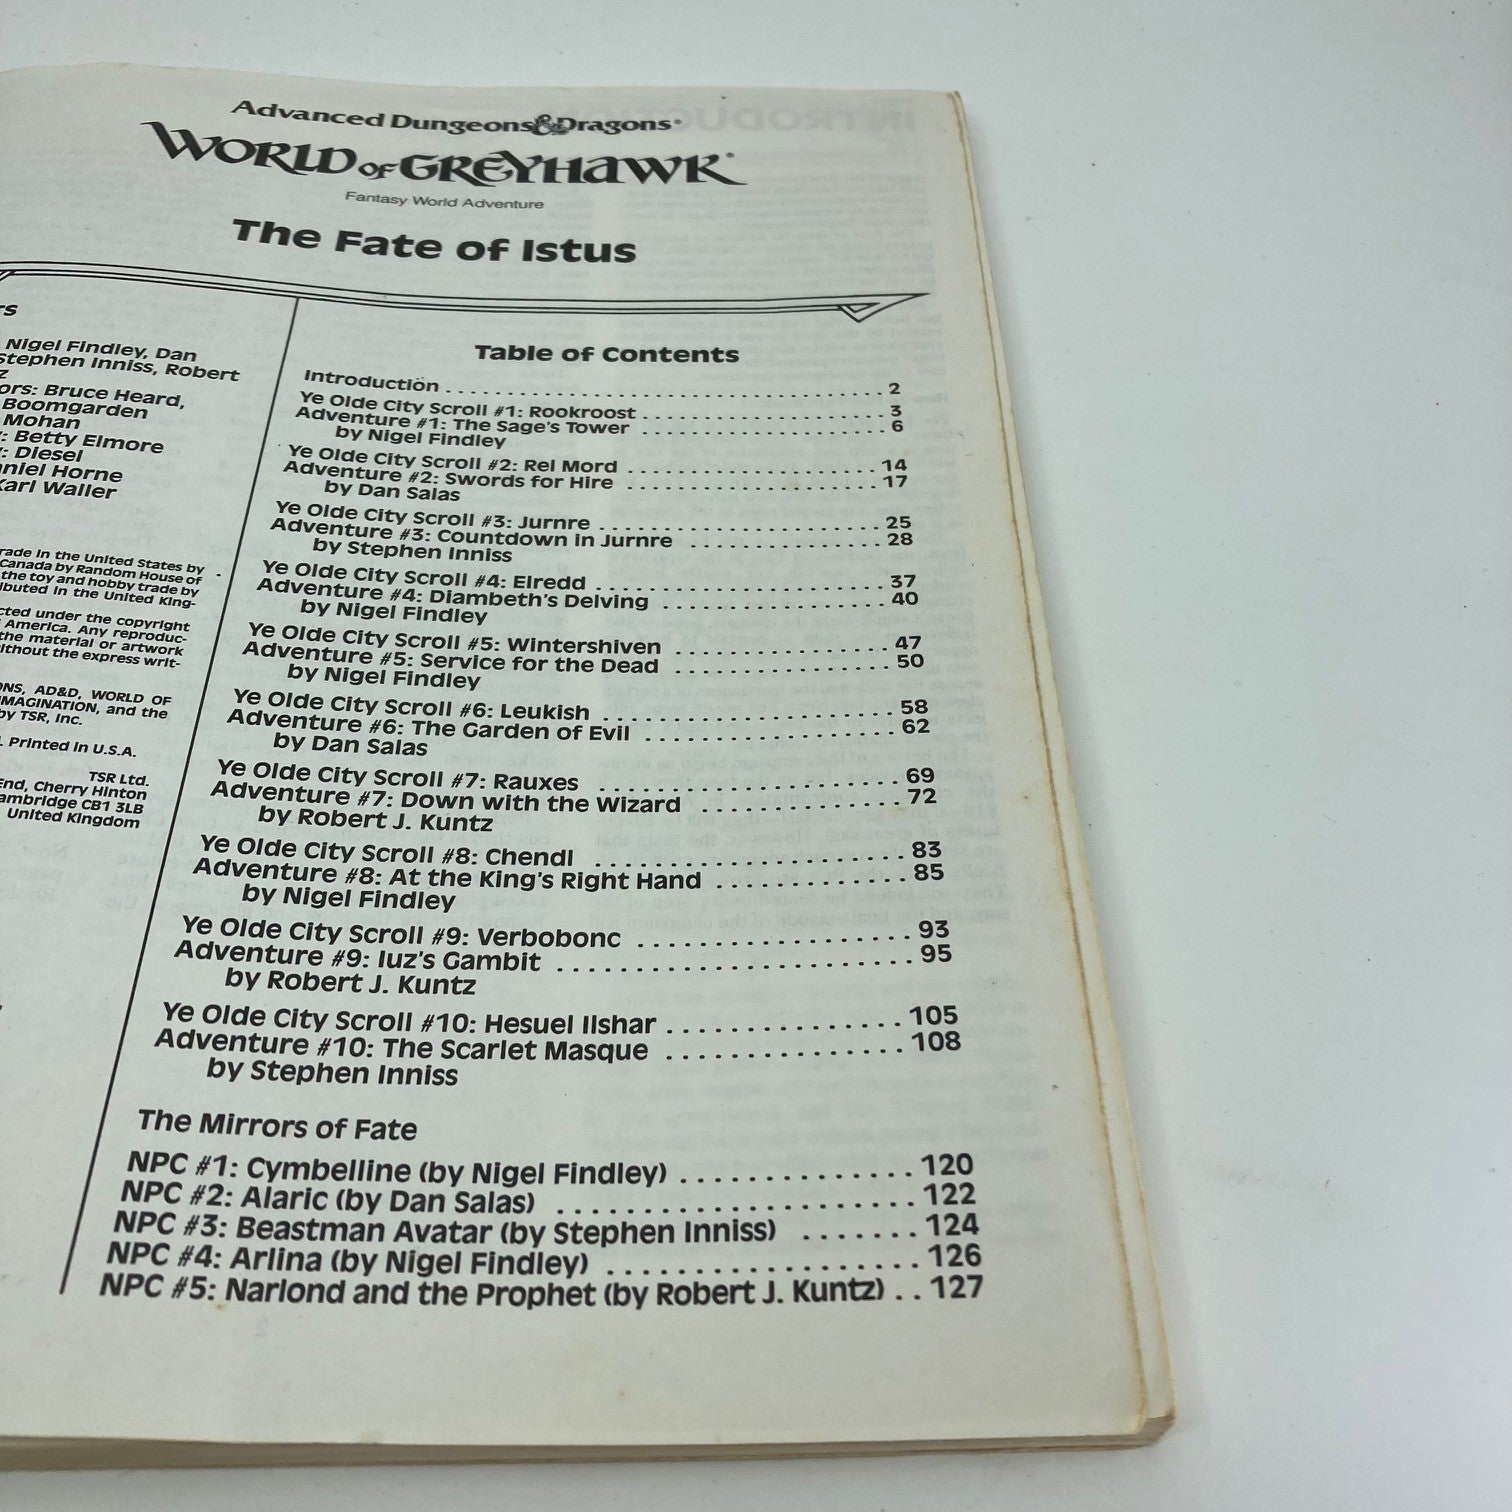 Advanced Dungeons & Dragons®
WORLD OF GREYHAWK®
Fantasy World Adventure
The Fate of Istus
Nigel Findley, Dan
Stephen Inniss, Robert
Bruce Heard,
Boomgarden
Mohan
Betty Elmore
Diesel
Horne
Karl Waller
in the United States by
Canada by Random House of
the toy and hobby trade by
in the United King-
under the copyright
America. Any reproduc-
the material or artwork
without the express writ-
AD&D, WORLD OF
IMAGINATION, and the
by TSR, Inc.
Printed in U.S.A.
TSR Ltd.
End, Cherry Hinton
Cambridge CB1 3LB
United Kingdom
Table of Contents
Introduction . . . . . . . . . . . . . . . . . . . . 2
Ye Olde City Scroll #1: Rookroost . . . . . . . . . . 3
Adventure #1: The Sage's Tower . . . . . . . . . . 6
by Nigel Findley
Ye Olde City Scroll #2: Rel Mord . . . . . . . . . . 14
Adventure #2: Swords for Hire . . . . . . . . . . 17
by Dan Salas
Ye Olde City Scroll #3: Jurnre . . . . . . . . . . 25
Adventure #3: Countdown in Jurnre . . . . . . . . . . 28
by Stephen Inniss
Ye Olde City Scroll #4: Elredd . . . . . . . . . . 37
Adventure #4: Diambeth's Delving . . . . . . . . . . 40
by Nigel Findley
Ye Olde City Scroll #5: Wintershiven . . . . . . . . . . 47
Adventure #5: Service for the Dead . . . . . . . . . . 50
by Nigel Findley
Ye Olde City Scroll #6: Leukish . . . . . . . . . . 58
Adventure #6: The Garden of Evil . . . . . . . . . . 62
by Dan Salas
Ye Olde City Scroll #7: Rauxes . . . . . . . . . . 69
Adventure #7: Down with the Wizard . . . . . . . . . . 72
by Robert J. Kuntz
Ye Olde City Scroll #8: Chendl . . . . . . . . . . 83
Adventure #8: At the King's Right Hand . . . . . . . . . . 85
by Nigel Findley
Ye Olde City Scroll #9: Verbobonc . . . . . . . . . . 93
Adventure #9: Iuz's Gambit . . . . . . . . . . 95
by Robert J. Kuntz
Ye Olde City Scroll #10: Hesuel Ilshar . . . . . . . . . . 105
Adventure #10: The Scarlet Masque . . . . . . . . . . 108
by Stephen Inniss
The Mirrors of Fate
NPC #1: Cymbelline (by Nigel Findley) . . . . . . . . . . 120
NPC #2: Alaric (by Dan Salas) . . . . . . . . . . 122
NPC #3: Beastman Avatar (by Stephen Inniss) . . . . . . . 124
NPC #4: Arlina (by Nigel Findley) . . . . . . . . . . 126
NPC #5: Narlond and the Prophet (by Robert J. Kuntz) . . 127